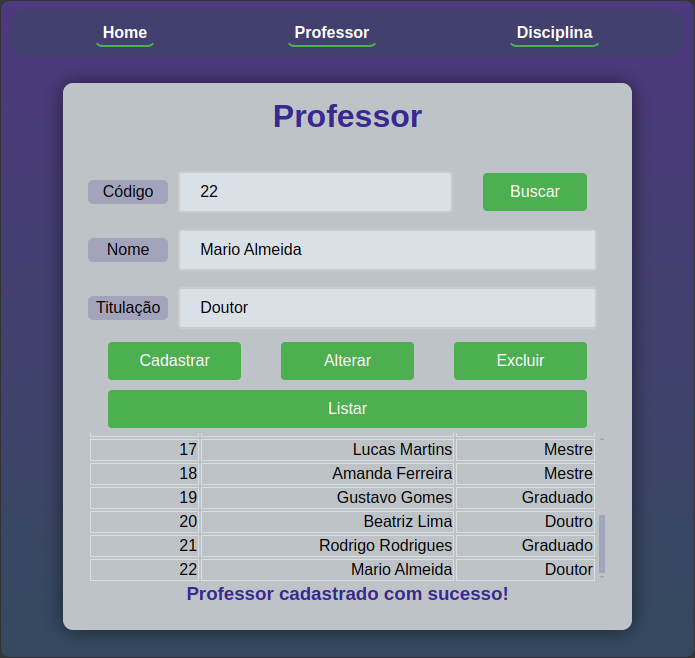 Home Professor Disciplina
Professor
Código 22 Buscar
Nome Mario Almeida
Titulação Doutor
Cadastrar Alterar Excluir
Listar
17 Lucas Martins Mestre
18 Amanda Ferreira Mestre
19 Gustavo Gomes Graduado
20 Beatriz Lima Doutro
21 Rodrigo Rodrigues Graduado
22 Mario Almeida Doutor
Professor cadastrado com sucesso!